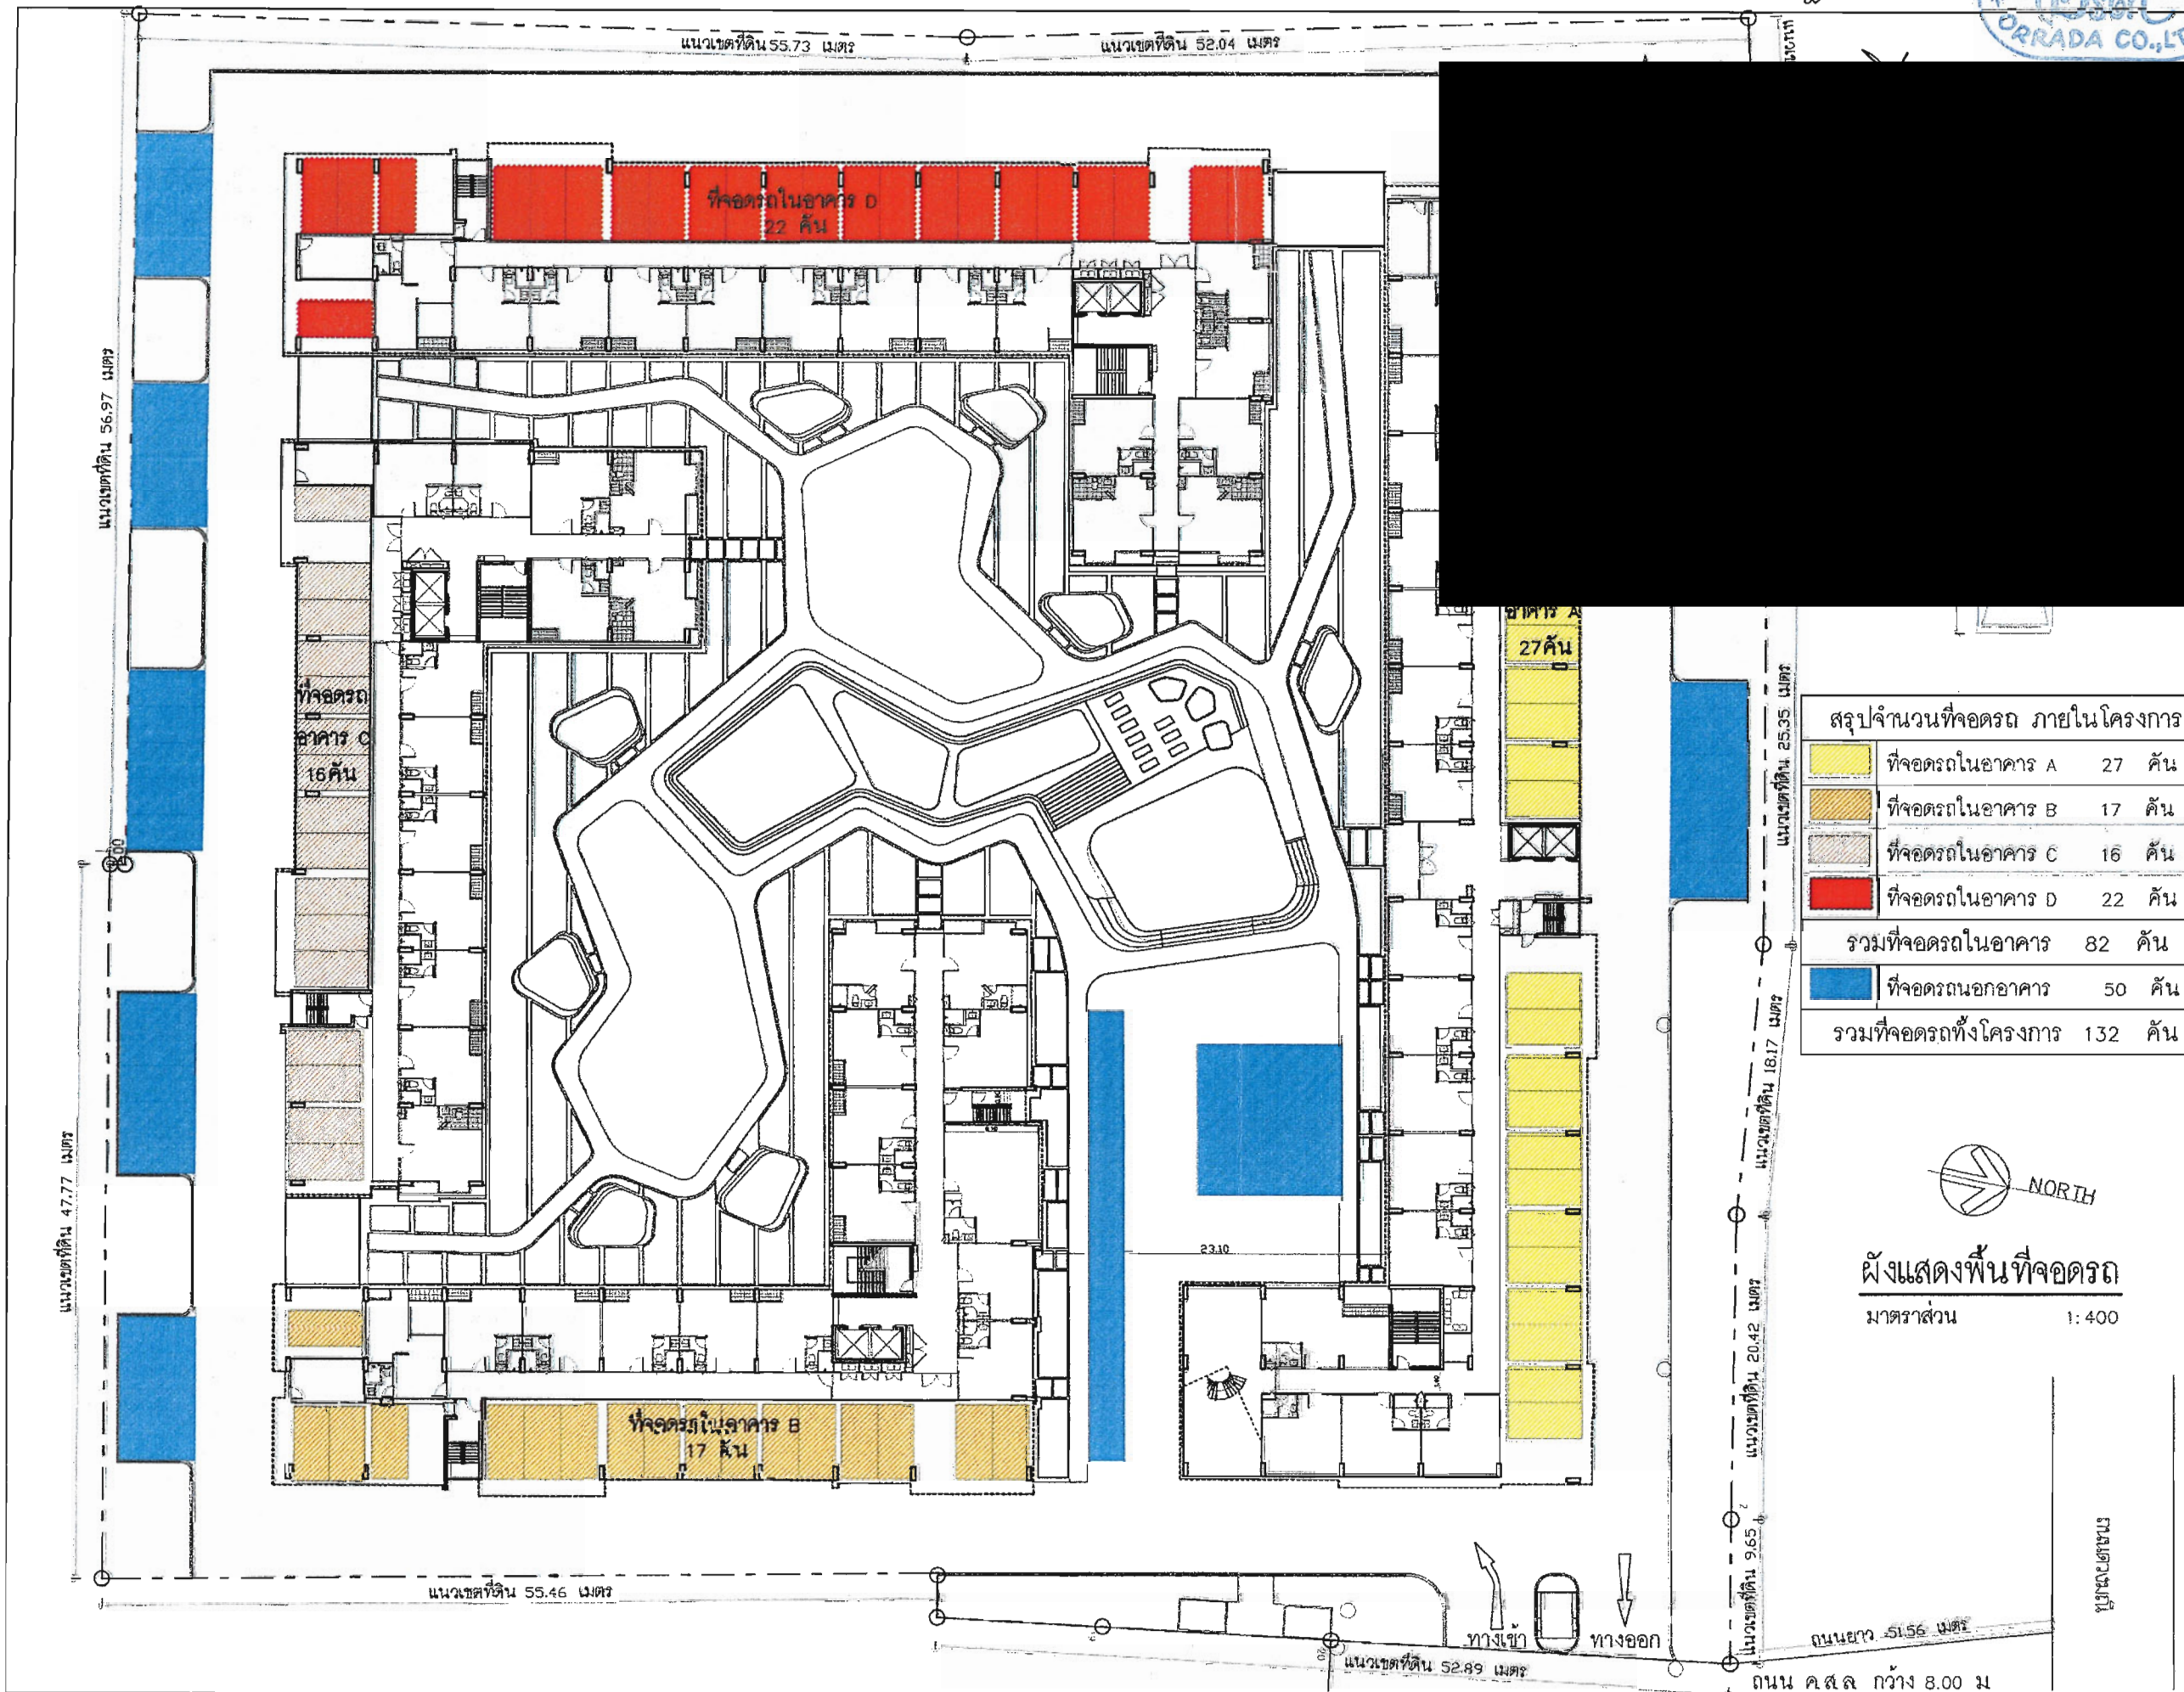 แนวเขตที่ดิน 55.73 เมตร
แนวเขตที่ดิน 52.04 เมตร
ORRADA CO.,LT
ที่จอดรถในอาคาร D
22 คัน
แนวเขตที่ดิน 56.97 เมตร
ที่จอดรถ
อาคาร C
16คัน
อาคาร A
27คัน
แนวเขตที่ดิน 25.35 เมตร
สรุปจำนวนที่จอดรถ ภายในโครงการ
ที่จอดรถในอาคาร A 27 คัน
ที่จอดรถในอาคาร B 17 คัน
ที่จอดรถในอาคาร C 16 คัน
ที่จอดรถในอาคาร D 22 คัน
รวมที่จอดรถในอาคาร 82 คัน
ที่จอดรถนอกอาคาร 50 คัน
รวมที่จอดรถทั้งโครงการ 132 คัน
แนวเขตที่ดิน 18.17 เมตร
แนวเขตที่ดิน 47.77 เมตร
NORTH
23.10
ผังแสดงพื้นที่จอดรถ
มาตราส่วน 1:400
แนวเขตที่ดิน 20.42 เมตร
ที่จอดรถในอาคาร B
17 คัน
แนวเขตที่ดิน 9.65
แนวเขตที่ดิน 55.46 เมตร
ทางเข้า
ทางออก
แนวเขตที่ดิน 52.89 เมตร
ถนนยาว 51.56 เมตร
ถนน ค.ส.ล กว้าง 8.00 ม